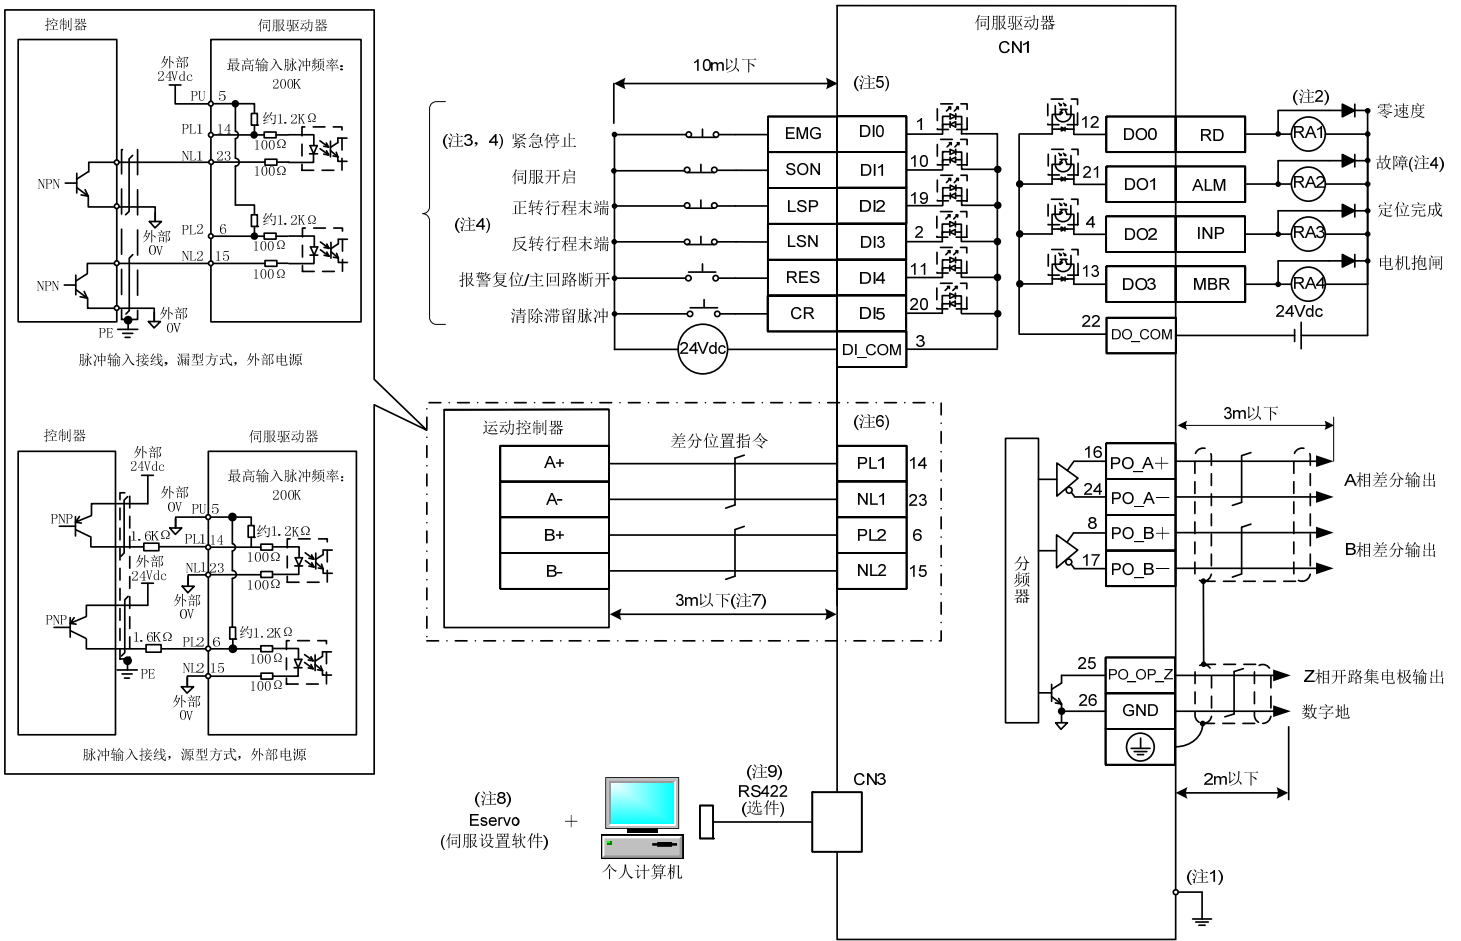 控制器
伺服驱动器
外部
24Vdc
最高输入脉冲频率:
200K
PU 5
约1.2KΩ
PL1 14
100Ω
NL1 23
100Ω
NPN
外部
0V
约1.2KΩ
PL2 6
100Ω
NL2 15
100Ω
NPN
外部
0V
PE
脉冲输入接线，漏型方式，外部电源
控制器
伺服驱动器
外部
24Vdc
最高输入脉冲频率:
200K
外部
0V
PU 5
PNP
约1.2KΩ
1.6KΩ
PL1 14
100Ω
外部
24Vdc
NL1 23
100Ω
外部
0V
PNP
约1.2KΩ
1.6KΩ
PL2 6
100Ω
PE
NL2 15
100Ω
外部
0V
脉冲输入接线，源型方式，外部电源
伺服驱动器
CN1
10m以下
(注5)
(注3，4) 紧急停止
EMG DI0 1
伺服开启
SON DI1 10
(注4)
正转行程末端
LSP DI2 19
反转行程末端
LSN DI3 2
报警复位/主回路断开
RES DI4 11
清除滞留脉冲
CR DI5 20
24Vdc
DI_COM 3
(注2)
12 DO0 RD RA1 零速度
21 DO1 ALM RA2 故障(注4)
4 DO2 INP RA3 定位完成
13 DO3 MBR RA4 电机抱闸
24Vdc
22 DO_COM
运动控制器
差分位置指令
(注6)
A+ PL1 14
A- NL1 23
B+ PL2 6
B- NL2 15
3m以下(注7)
3m以下
分频器
16 PO_A+
24 PO_A-
A相差分输出
8 PO_B+
17 PO_B-
B相差分输出
25 PO_OP_Z Z相开路集电极输出
26 GND 数字地
2m以下
(注8)
Eservo
(伺服设置软件)
+
个人计算机
(注9)
RS422
(选件)
CN3
(注1)